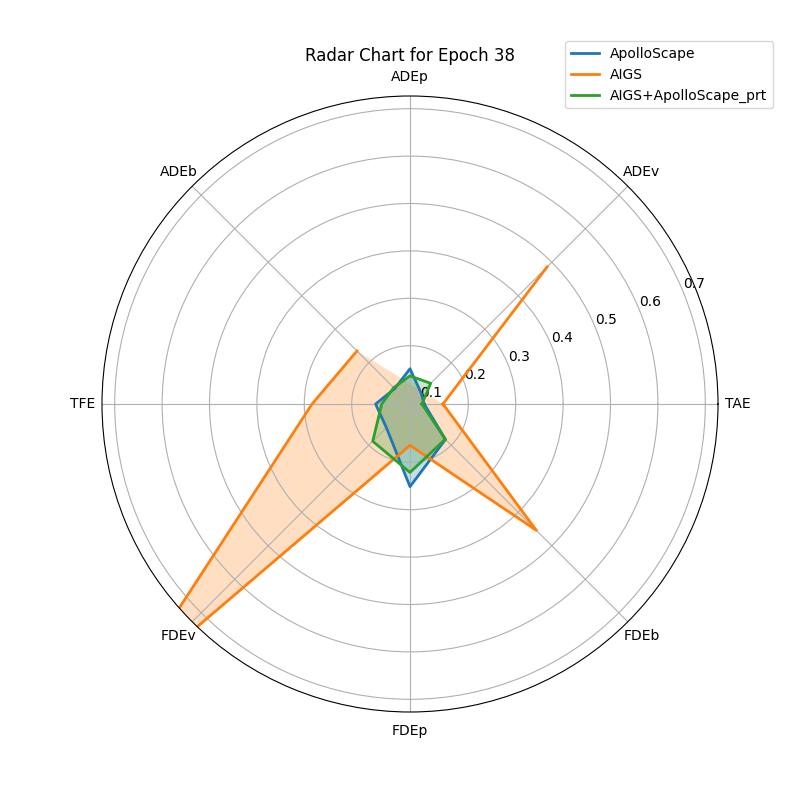 Radar Chart for Epoch 38
ApolloScape
AIGS
AIGS+ApolloScape_prt
ADEp
ADEb
ADEv
0.7
0.6
0.5
0.4
0.3
0.2
0.1
TFE
TAE
FDEv
FDEb
FDEp